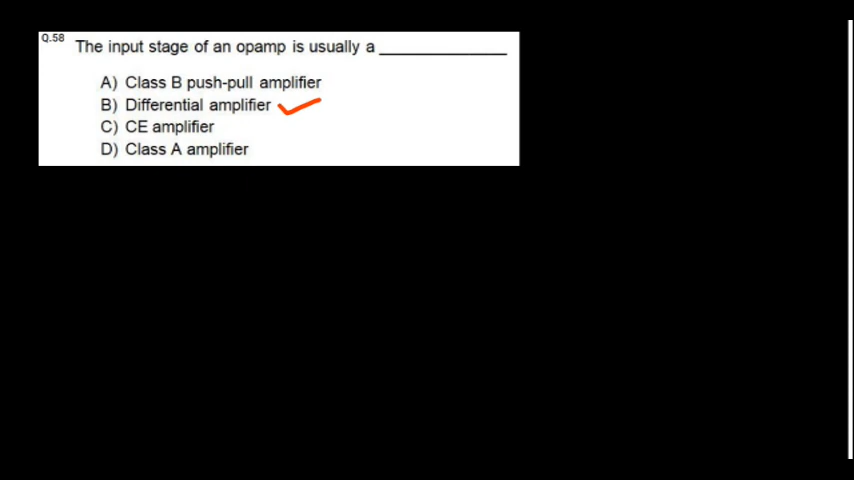 Q.58 The input stage of an opamp is usually a _______________
A) Class B push-pull amplifier
B) Differential amplifier
C) CE amplifier
D) Class A amplifier